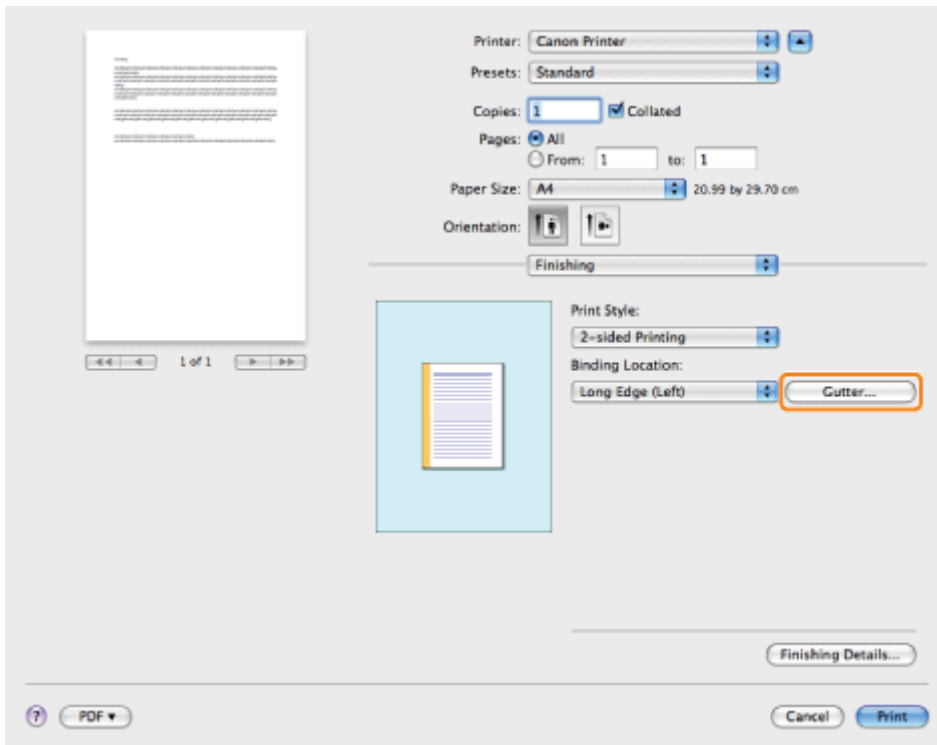 Printer: Canon Printer
Presets: Standard
Copies: 1 Collated
Pages: All
From: 1 to: 1
Paper Size: A4 20.99 by 29.70 cm
Orientation:
Finishing
Print Style:
2-sided Printing
1 of 1
Binding Location:
Long Edge (Left) Gutter...
Finishing Details...
? PDF Cancel Print